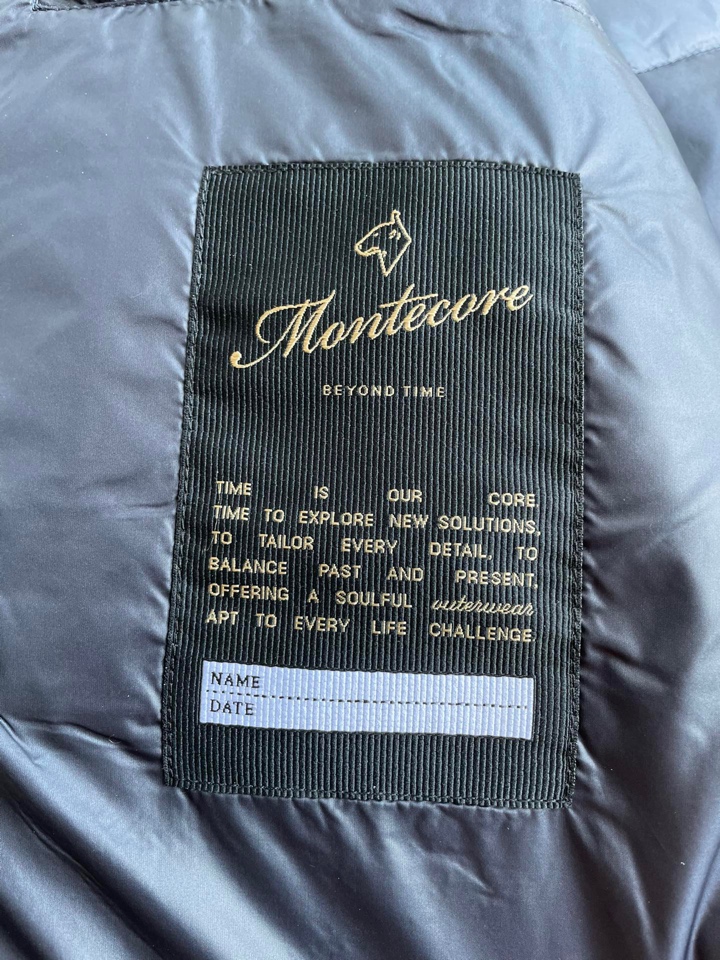 Montecore
BEYOND TIME
TIME IS OUR CORE
TIME TO EXPLORE NEW SOLUTIONS,
TO TAILOR EVERY DETAIL, TO
BALANCE PAST AND PRESENT,
OFFERING A SOULFUL outerwear
APT TO EVERY LIFE CHALLENGE.
NAME
DATE